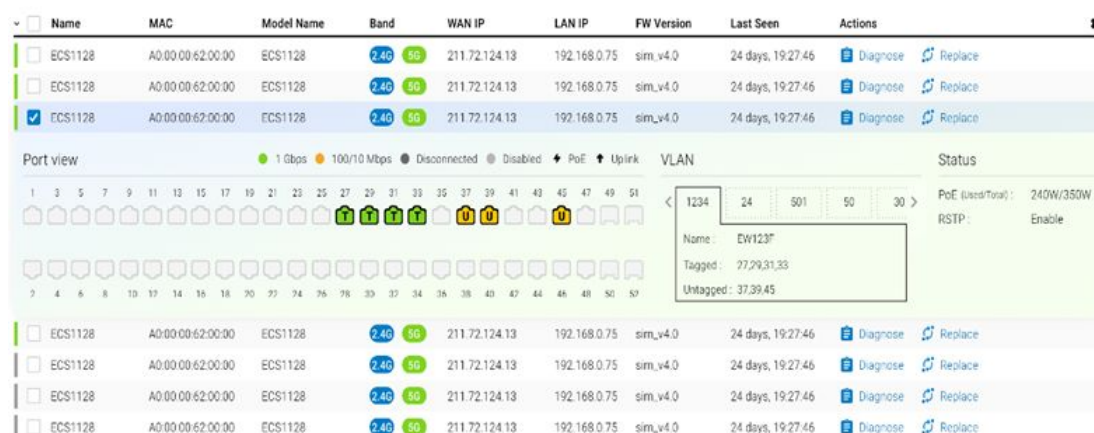 Name MAC Model Name Band WAN IP LAN IP FW Version Last Seen Actions
ECS1128 A0:00:00:62:00:00 ECS1128 2.4G 5G 211.72.124.13 192.168.0.75 sim_v4.0 24 days, 19:27:46 Diagnose Replace
ECS1128 A0:00:00:62:00:00 ECS1128 2.4G 5G 211.72.124.13 192.168.0.75 sim_v4.0 24 days, 19:27:46 Diagnose Replace
ECS1128 A0:00:00:62:00:00 ECS1128 2.4G 5G 211.72.124.13 192.168.0.75 sim_v4.0 24 days, 19:27:46 Diagnose Replace
Port view 1 Gbps 100/10 Mbps Disconnected Disabled PoE Uplink VLAN Status
1 3 5 7 9 11 13 15 17 19 21 23 25 27 29 31 33 35 37 39 41 43 45 47 49 51
T T T T U U U
2 4 6 8 10 12 14 16 18 20 22 24 26 28 30 32 34 36 38 40 42 44 46 48 50 52
1234 24 501 50 30
Name : EW123F
Tagged : 27,29,31,33
Untagged : 37,39,45
PoE (Used/Total) : 240W/350W
RSTP : Enable
ECS1128 A0:00:00:62:00:00 ECS1128 2.4G 5G 211.72.124.13 192.168.0.75 sim_v4.0 24 days, 19:27:46 Diagnose Replace
ECS1128 A0:00:00:62:00:00 ECS1128 2.4G 5G 211.72.124.13 192.168.0.75 sim_v4.0 24 days, 19:27:46 Diagnose Replace
ECS1128 A0:00:00:62:00:00 ECS1128 2.4G 5G 211.72.124.13 192.168.0.75 sim_v4.0 24 days, 19:27:46 Diagnose Replace
ECS1128 A0:00:00:62:00:00 ECS1128 2.4G 5G 211.72.124.13 192.168.0.75 sim_v4.0 24 days, 19:27:46 Diagnose Replace